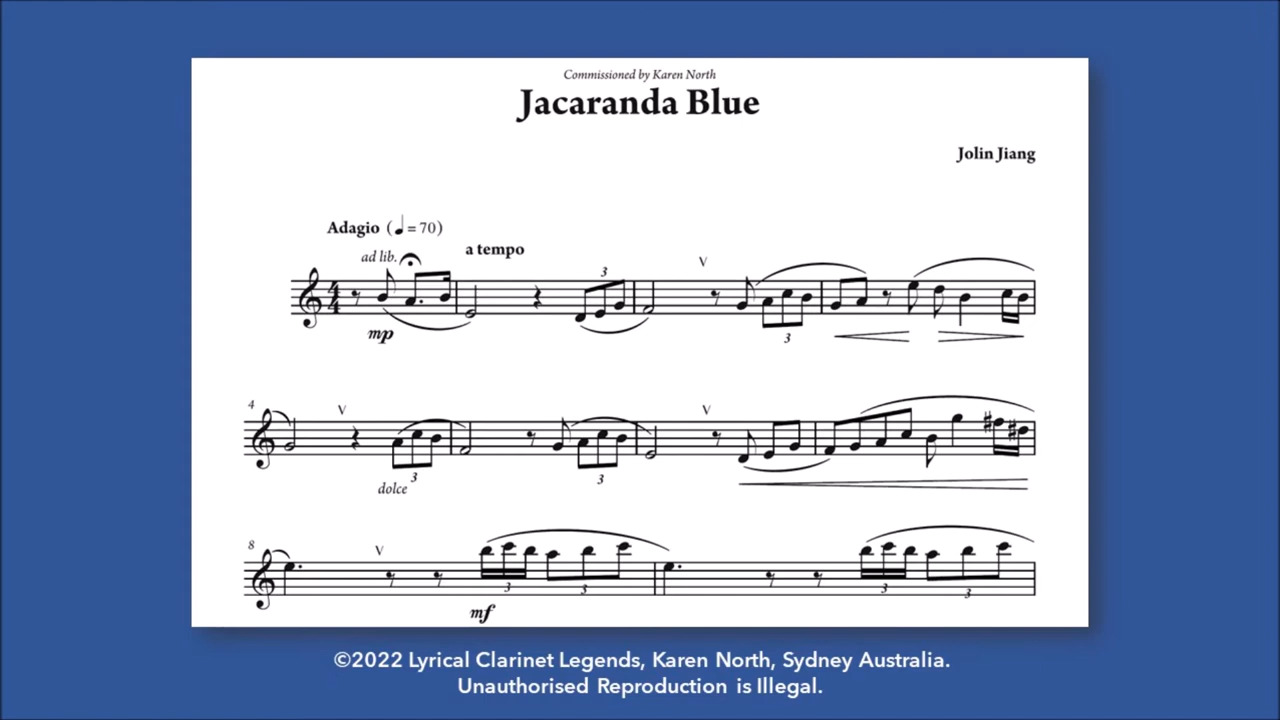 Commissioned by Karen North
Jacaranda Blue
Jolin Jiang
Adagio (♩ = 70)
ad lib.
a tempo
3
V
mp
3
4
V
V
3
dolce
3
8
V
3
3
3
3
mf
©2022 Lyrical Clarinet Legends, Karen North, Sydney Australia.
Unauthorised Reproduction is Illegal.